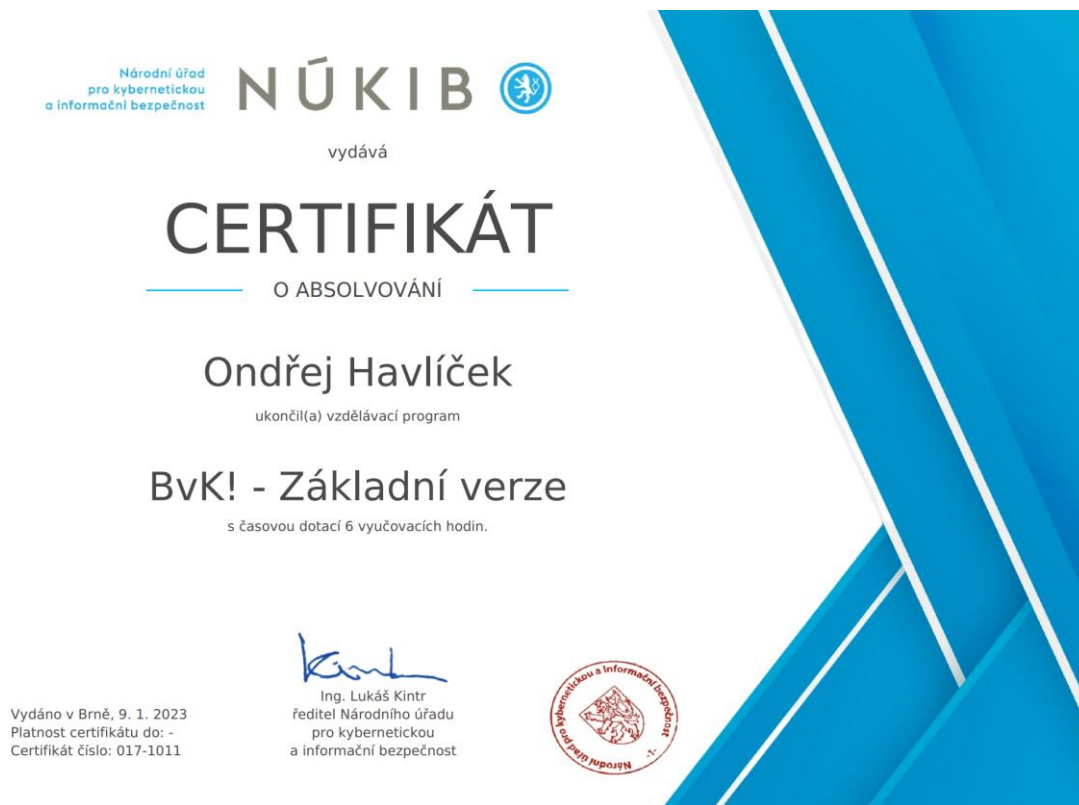 Národní úřad
pro kybernetickou
a informační bezpečnost
NÚKIB
vydává
CERTIFIKÁT
O ABSOLVOVÁNÍ
Ondřej Havlíček
ukončil(a) vzdělávací program
BvK! - Základní verze
s časovou dotací 6 vyučovacích hodin.
Vydáno v Brně, 9. 1. 2023
Platnost certifikátu do: -
Certifikát číslo: 017-1011
Ing. Lukáš Kintr
ředitel Národního úřadu
pro kybernetickou
a informační bezpečnost
Národní úřad pro kybernetickou a informační bezpečnost
-1-